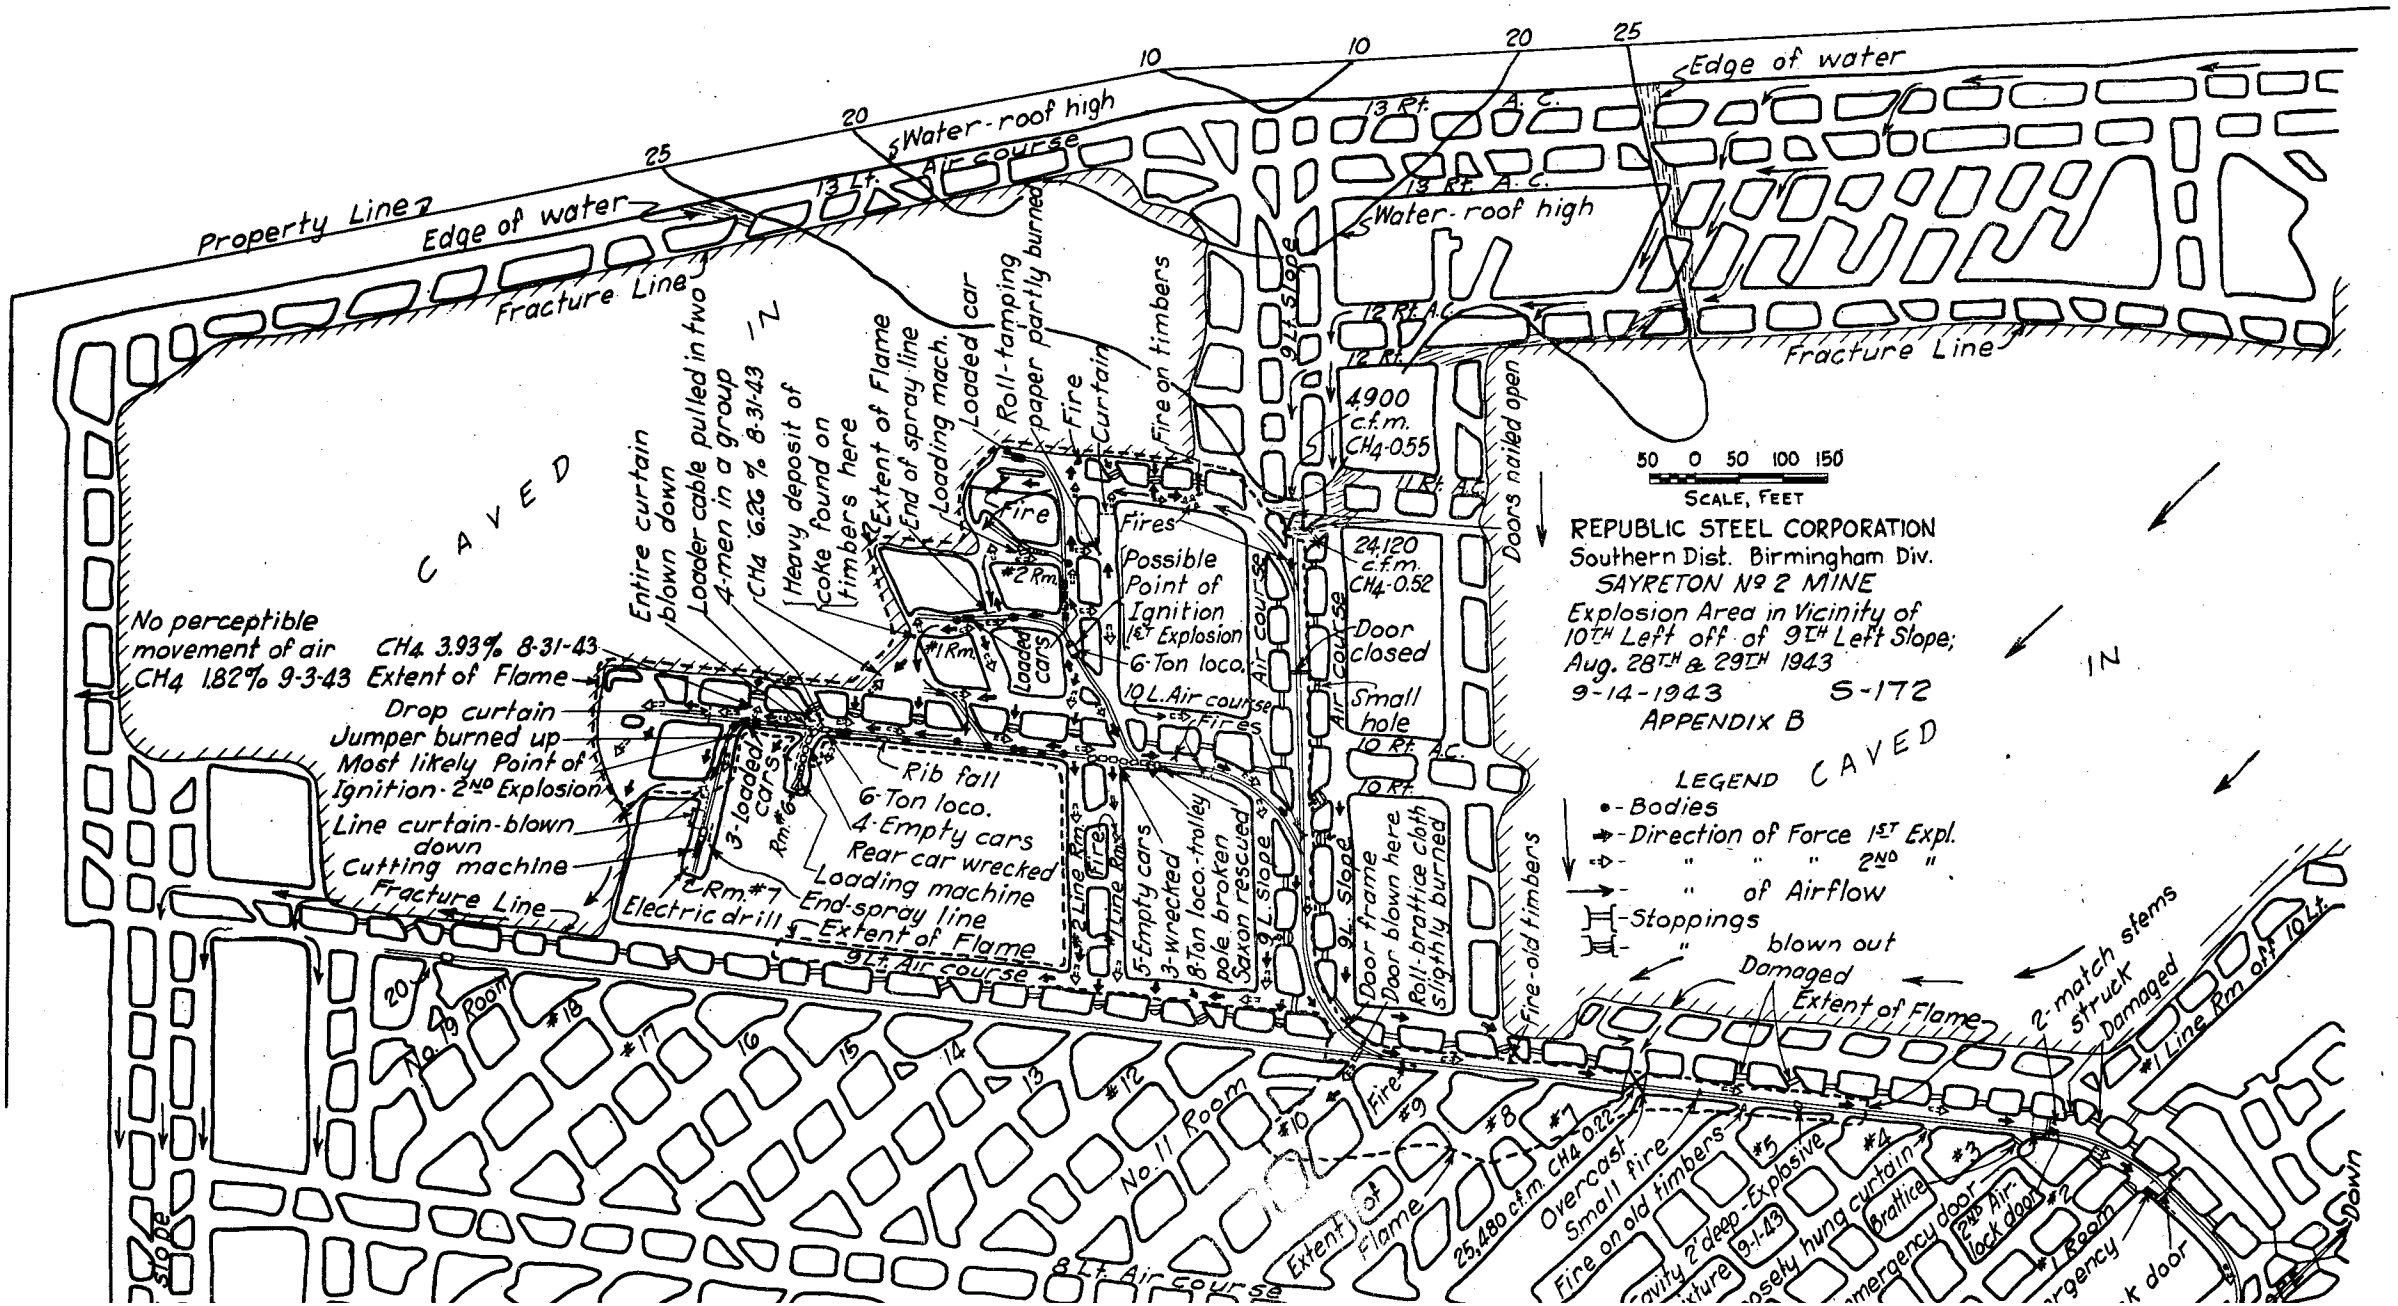 10
10
20
25
Edge of water
20
Water-roof high
Air course
13 Rt. A. C.
25
13 Lt.
13 Rt. A. C.
Water-roof high
Property Line
Edge of water
Fracture Line
9 Lt. Slope
12 Rt. A.C.
12 Rt.
Fracture Line
IN
CAVED
Entire curtain
blown down
Loader cable pulled in two
4-men in a group
CH4 6.26 % 8-31-43
Heavy deposit of
coke found on
timbers here
Extent of Flame
End of spray line
Loading mach.
Loaded car
Roll-tamping
paper partly burned
Fire
Curtain
Fire on timbers
4,900
c.f.m.
CH4-0.55
11 Rt. A.C.
Doors nailed open
50 0 50 100 150
SCALE, FEET
REPUBLIC STEEL CORPORATION
Southern Dist. Birmingham Div.
SAYRETON Nº 2 MINE
Explosion Area in Vicinity of
10TH Left off of 9TH Left Slope;
Aug. 28TH & 29TH 1943
9-14-1943 S-172
APPENDIX B
Fire
#2 Rm.
#1 Rm.
Loaded
cars
Fires
Possible
Point of
Ignition
1ST Explosion
6-Ton loco.
10 L. Air course
Fires
Air course
24,120
c.f.m.
CH4-0.52
Door
closed
Air course
Small
hole
10 Rt. A.C.
10 Rt.
IN
CAVED
No perceptible
movement of air CH4 3.93% 8-31-43
CH4 1.82% 9-3-43 Extent of Flame
Drop curtain
Jumper burned up
Most likely Point of
Ignition-2ND Explosion
Line curtain-blown
down
Cutting machine
Fracture Line
3-loaded
cars
Rm. #6
Rib fall
6-Ton loco.
4-Empty cars
Rear car wrecked
Loading machine
Rm. #7
Electric drill
End-spray line
Extent of Flame
9 Lt. Air course
#2 Line Rm.
Fire
#1 Line Rm.
5-Empty cars
3-wrecked
8-Ton loco.-trolley
pole broken
Saxon rescued
9 L. SLOPE
9L. Slope
Door frame
Door blown here
Roll-brattice cloth
slightly burned
Fire-old timbers
LEGEND
- Bodies
- Direction of Force 1ST Expl.
- " " " 2ND "
- " of Airflow
- Stoppings
- " blown out
Damaged
Extent of Flame
2-match stems
struck
Damaged
#1 Line Rm off 10 Lt.
20
No. 19 Room
#18
#17
16
15
14
13
#12
No. 11 Room
#10
Fire
#9
#8
#7
#5
#4
#3
#2
#1 Room
Extent of
Flame
25,480 c.f.m. CH4 0.22
Overcast
Small fire
Fire on old timbers
Cavity 2' deep-Explosive
9-1-43
Brattice
2ND Air-
lock door
Down
slope
8 Lt. Air course